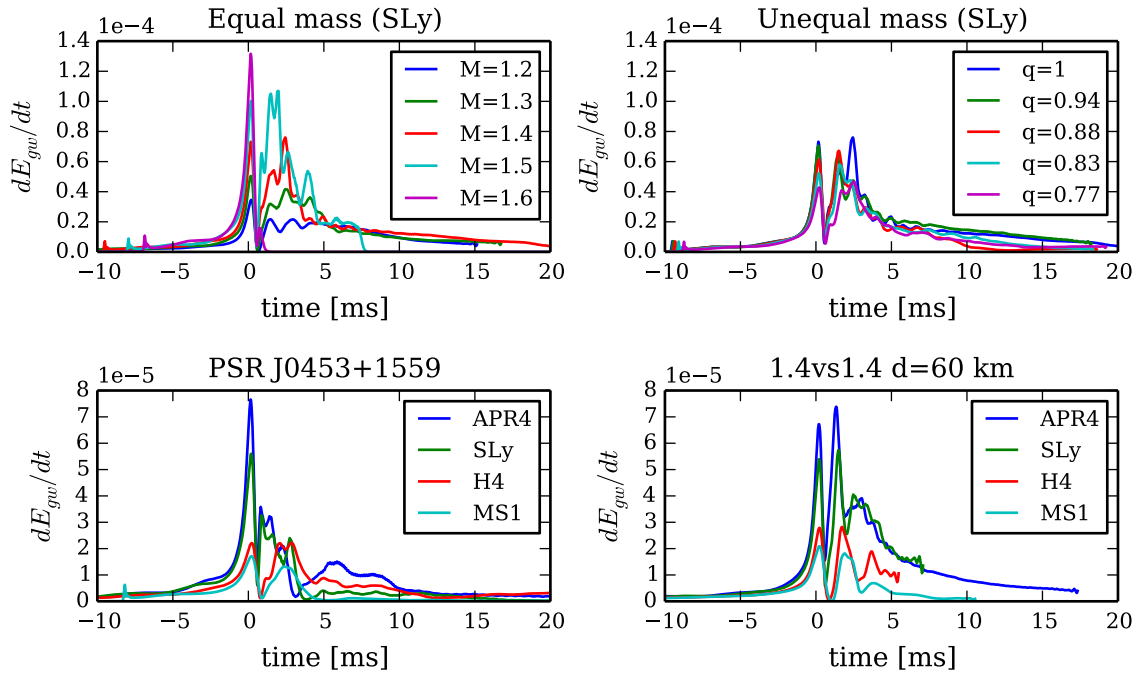 Equal mass (SLy)
1e−4
dE_gw/dt
1.4
1.2
1.0
0.8
0.6
0.4
0.2
0.0
M=1.2
M=1.3
M=1.4
M=1.5
M=1.6
−10 −5 0 5 10 15 20
time [ms]
Unequal mass (SLy)
1e−4
dE_gw/dt
1.4
1.2
1.0
0.8
0.6
0.4
0.2
0.0
q=1
q=0.94
q=0.88
q=0.83
q=0.77
−10 −5 0 5 10 15 20
time [ms]
PSR J0453+1559
1e−5
dE_gw/dt
8
7
6
5
4
3
2
1
0
APR4
SLy
H4
MS1
−10 −5 0 5 10 15 20
time [ms]
1.4vs1.4 d=60 km
1e−5
dE_gw/dt
8
7
6
5
4
3
2
1
0
APR4
SLy
H4
MS1
−10 −5 0 5 10 15 20
time [ms]